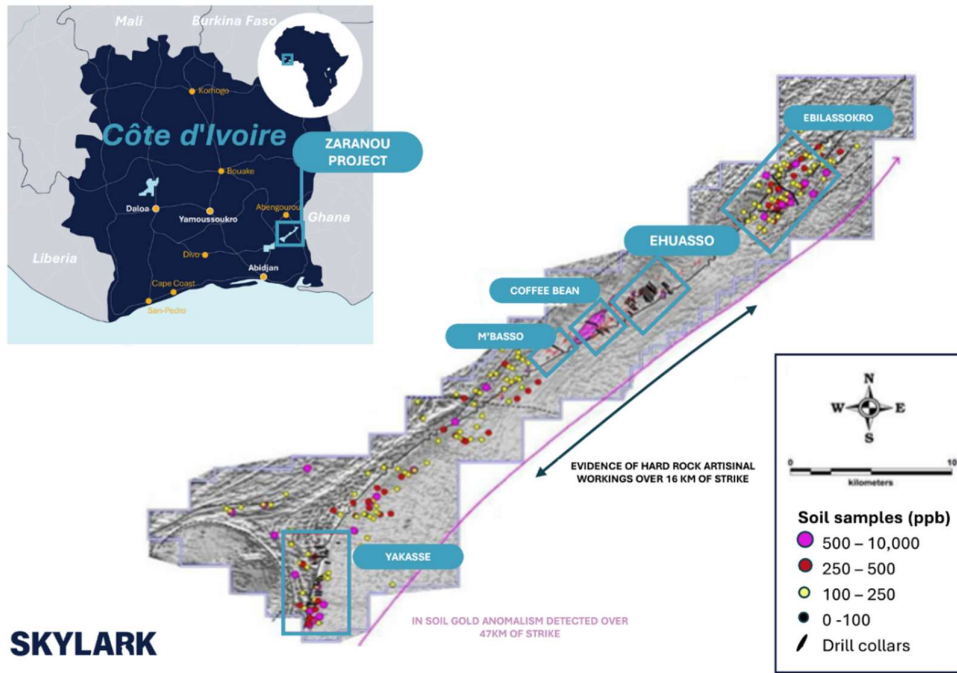 Mali
Burkina Faso
Korhogo
Côte d'Ivoire
ZARANOU
PROJECT
Bouake
Daloa
Yamoussoukro
Abengourou
Ghana
Liberia
Divo
Abidjan
Cape Coast
San-Pedro
EBILASSOKRO
EHUASSO
COFFEE BEAN
M'BASSO
YAKASSE
EVIDENCE OF HARD ROCK ARTISINAL
WORKINGS OVER 16 KM OF STRIKE
IN SOIL GOLD ANOMALISM DETECTED OVER
47KM OF STRIKE
N
W
E
S
0
10
kilometers
Soil samples (ppb)
500 – 10,000
250 – 500
100 – 250
0 -100
Drill collars
SKYLARK